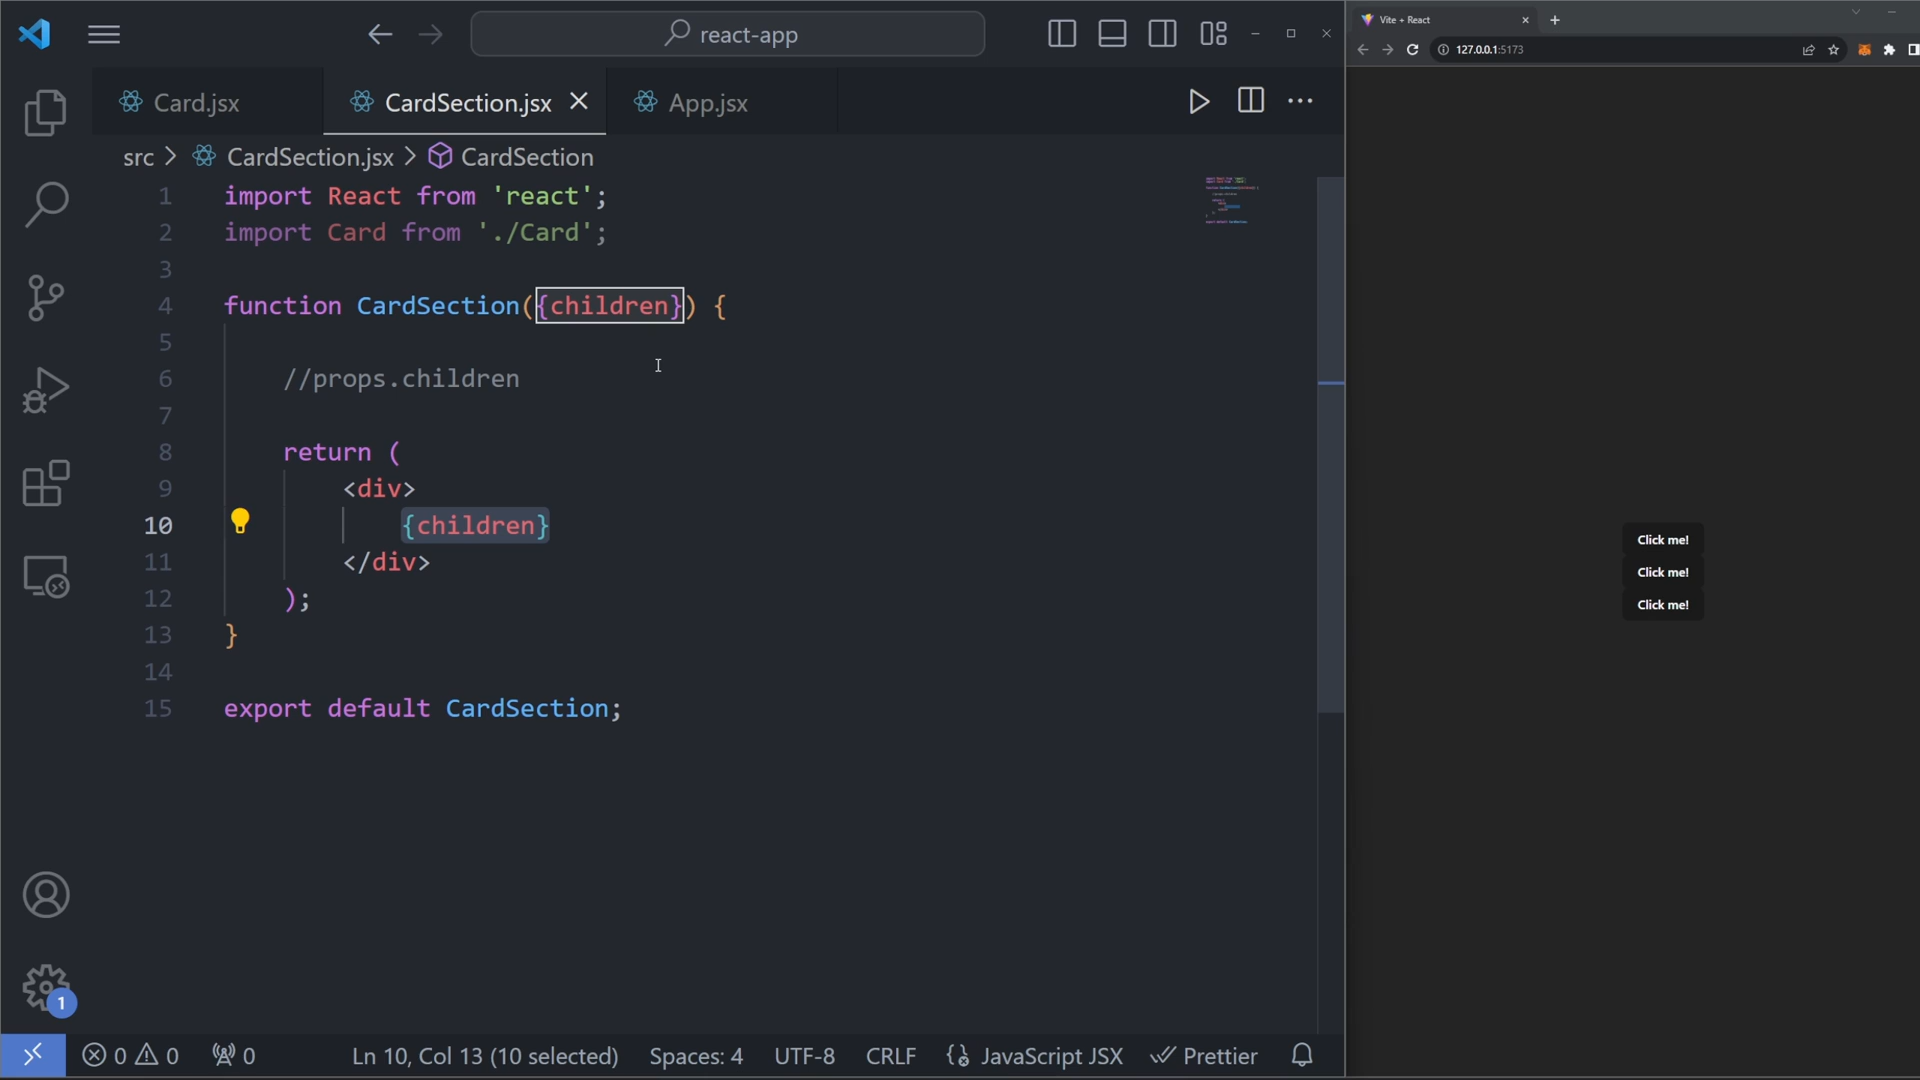 react-app
Card.jsx
CardSection.jsx
App.jsx
src > CardSection.jsx > CardSection
1 import React from 'react';
2 import Card from './Card';
3
4 function CardSection({children}) {
5
6 //props.children
7
8 return (
9 <div>
10 {children}
11 </div>
12 );
13 }
14
15 export default CardSection;
1
0 0 0 Ln 10, Col 13 (10 selected) Spaces: 4 UTF-8 CRLF JavaScript JSX Prettier
Vite + React
127.0.0.1:5173
Click me!
Click me!
Click me!